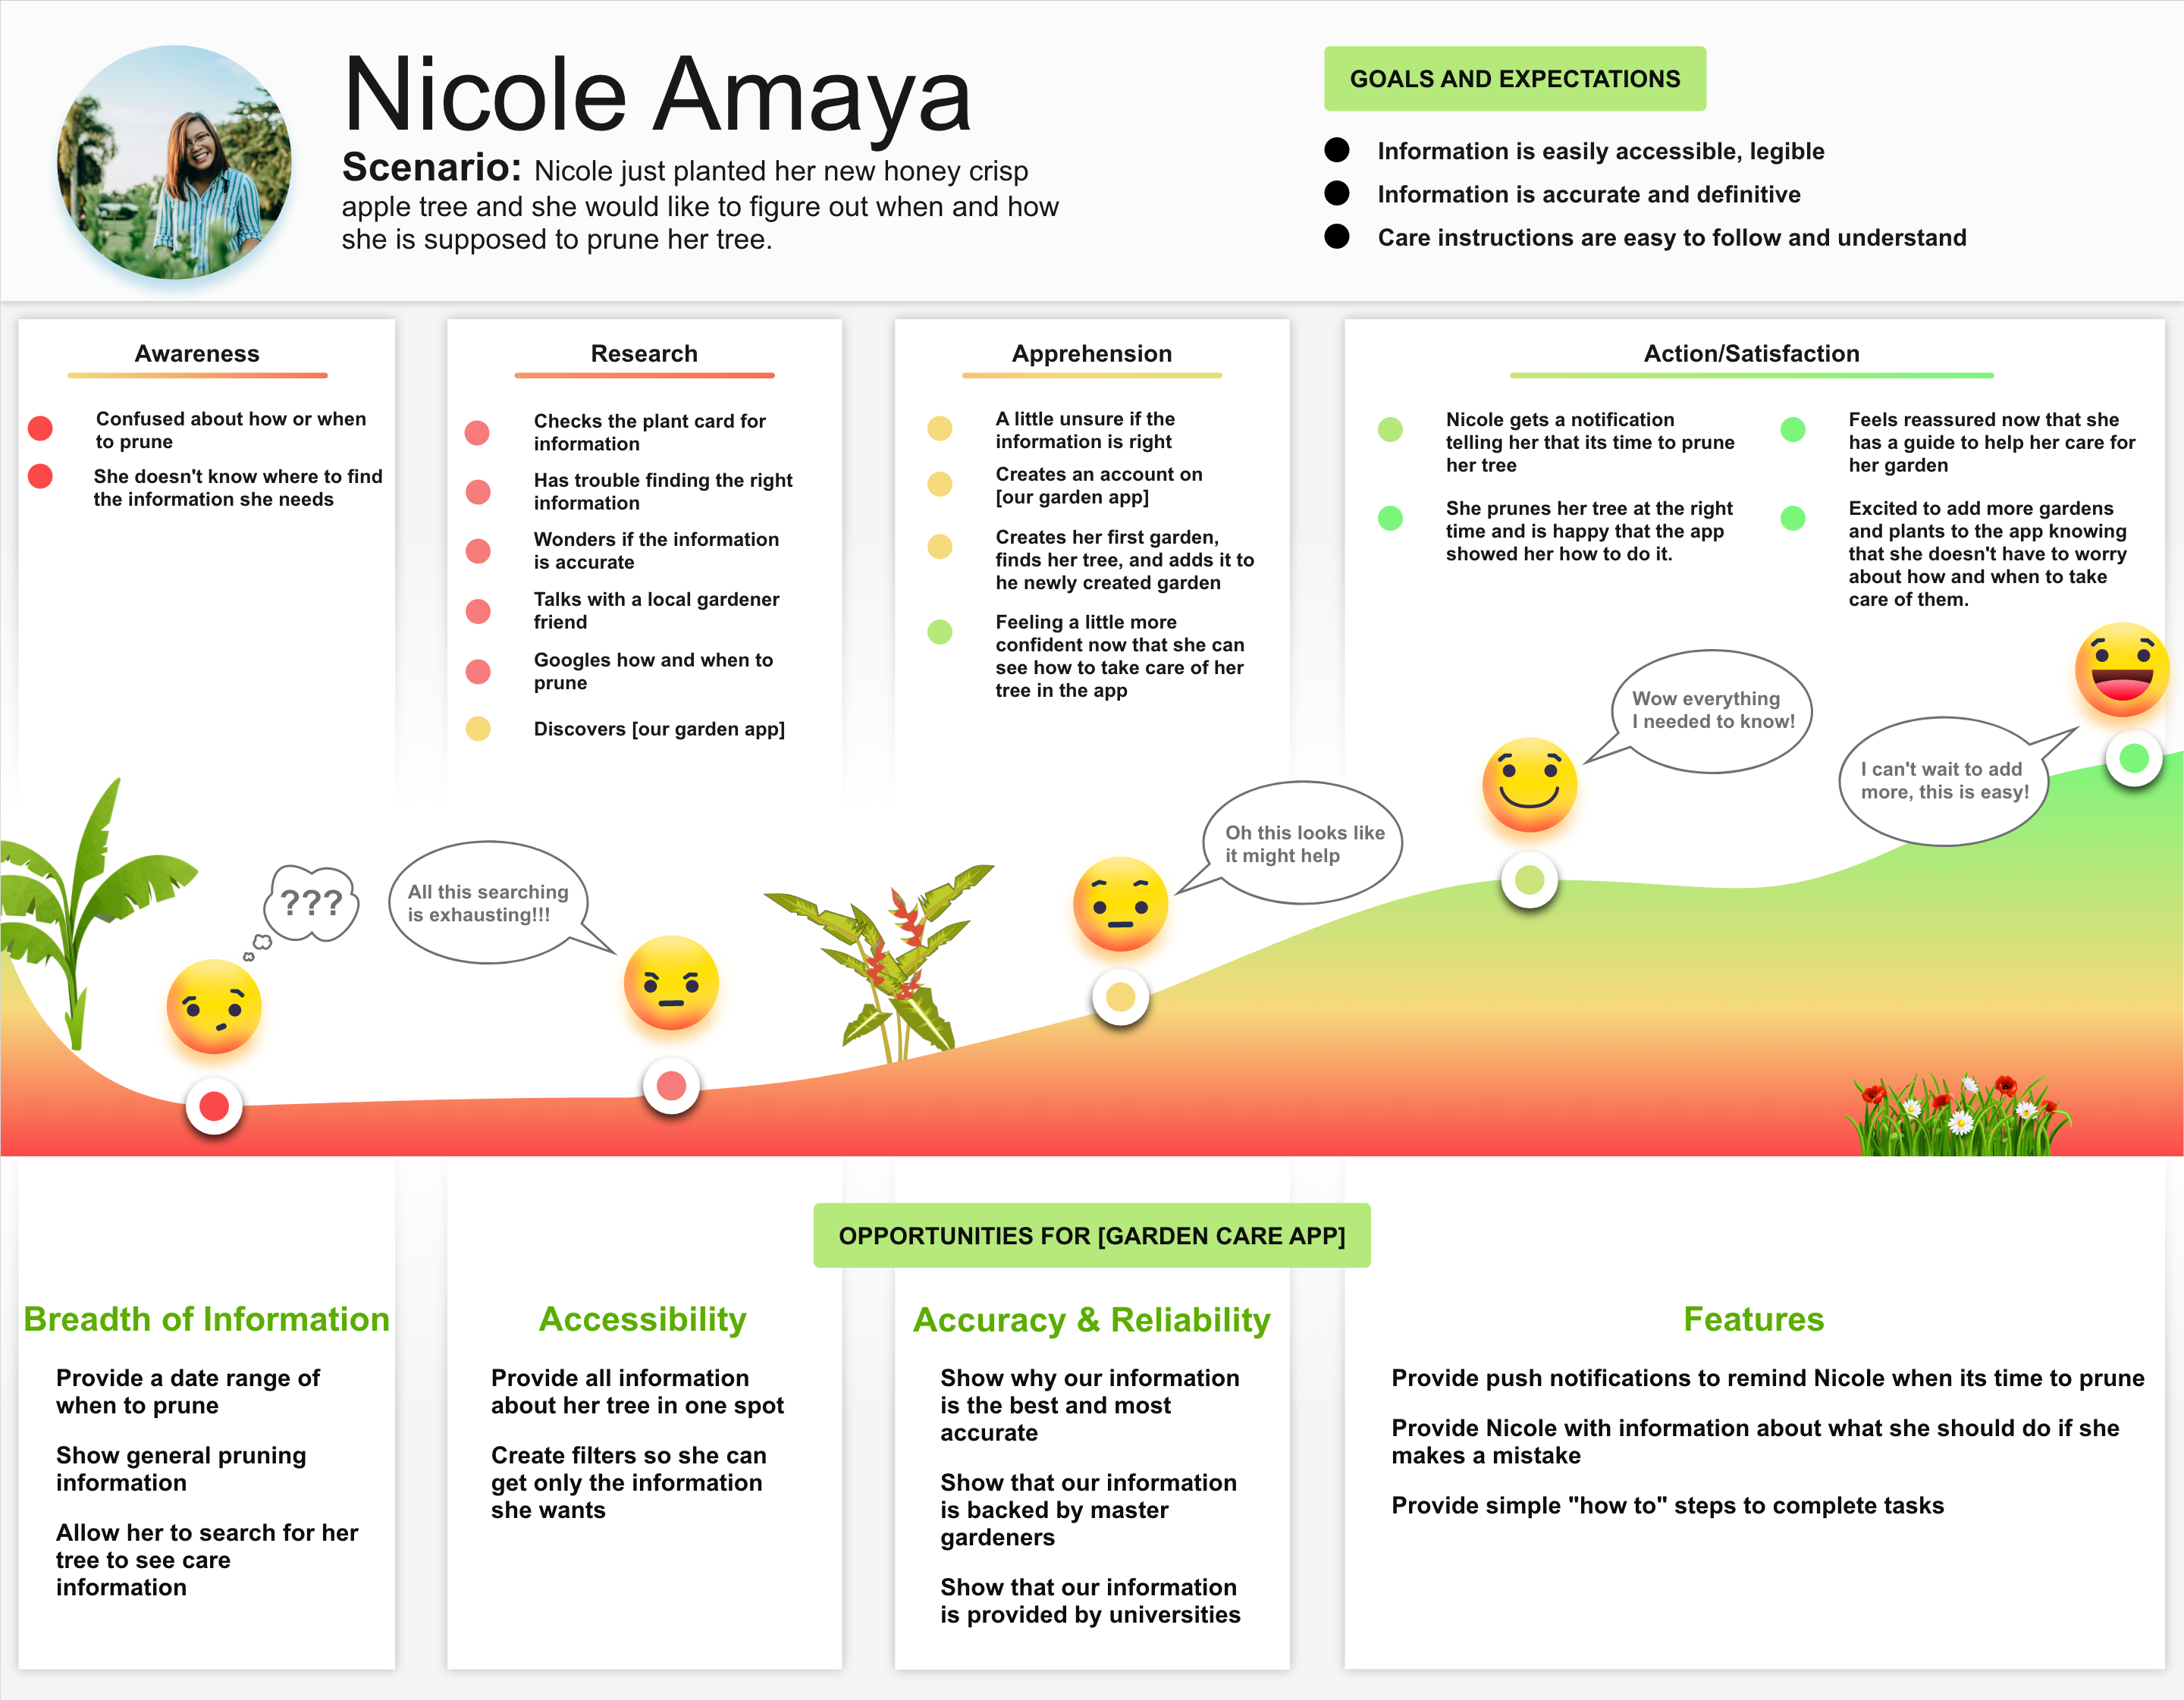 Nicole Amaya
Scenario: Nicole just planted her new honey crisp
apple tree and she would like to figure out when and how
she is supposed to prune her tree.
GOALS AND EXPECTATIONS
Information is easily accessible, legible
Information is accurate and definitive
Care instructions are easy to follow and understand
Awareness
Confused about how or when
to prune
She doesn't know where to find
the information she needs
Research
Checks the plant card for
information
Has trouble finding the right
information
Wonders if the information
is accurate
Talks with a local gardener
friend
Googles how and when to
prune
Discovers [our garden app]
Apprehension
A little unsure if the
information is right
Creates an account on
[our garden app]
Creates her first garden,
finds her tree, and adds it to
he newly created garden
Feeling a little more
confident now that she can
see how to take care of her
tree in the app
Action/Satisfaction
Nicole gets a notification
telling her that its time to prune
her tree
She prunes her tree at the right
time and is happy that the app
showed her how to do it.
Feels reassured now that she
has a guide to help her care for
her garden
Excited to add more gardens
and plants to the app knowing
that she doesn't have to worry
about how and when to take
care of them.
???
All this searching
is exhausting!!!
Oh this looks like
it might help
Wow everything
I needed to know!
I can't wait to add
more, this is easy!
OPPORTUNITIES FOR [GARDEN CARE APP]
Breadth of Information
Provide a date range of
when to prune
Show general pruning
information
Allow her to search for her
tree to see care
information
Accessibility
Provide all information
about her tree in one spot
Create filters so she can
get only the information
she wants
Accuracy & Reliability
Show why our information
is the best and most
accurate
Show that our information
is backed by master
gardeners
Show that our information
is provided by universities
Features
Provide push notifications to remind Nicole when its time to prune
Provide Nicole with information about what she should do if she
makes a mistake
Provide simple "how to" steps to complete tasks